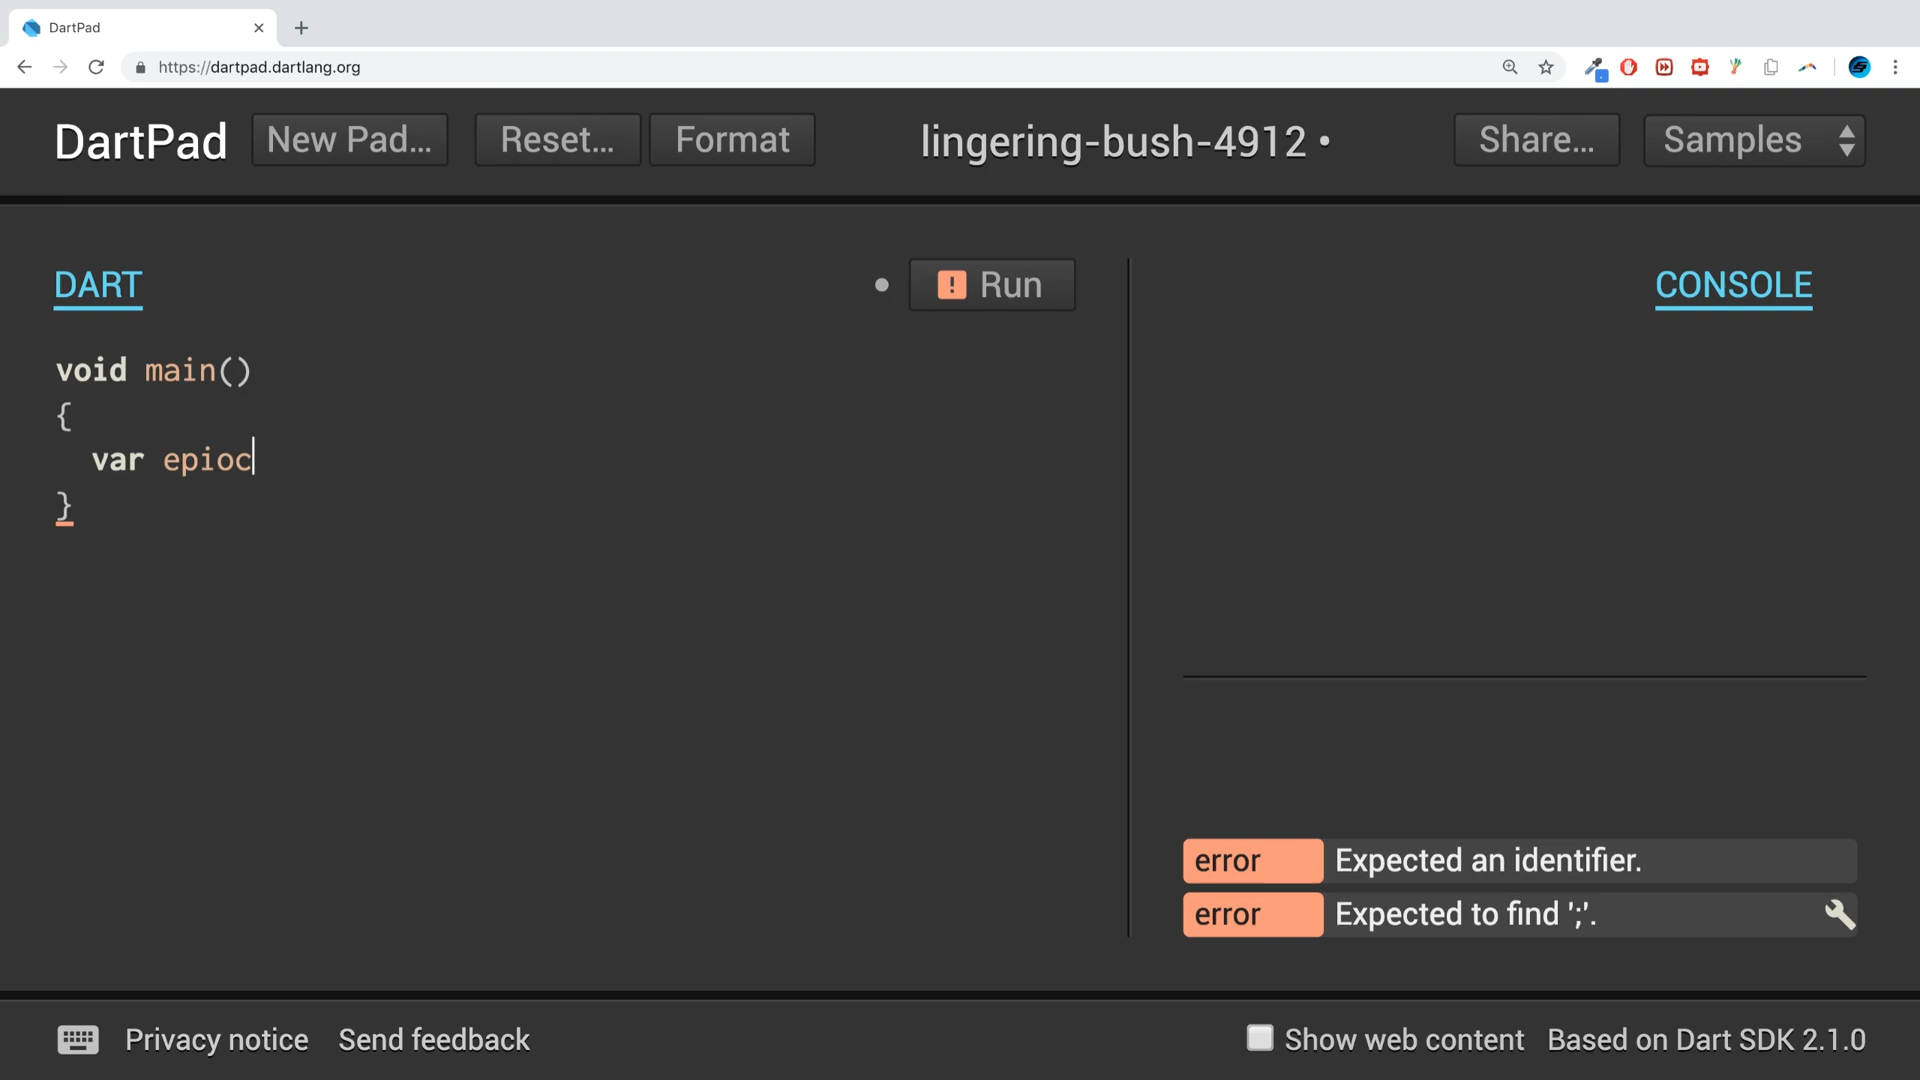 DartPad
https://dartpad.dartlang.org
DartPad New Pad... Reset... Format lingering-bush-4912 • Share... Samples
DART ! Run CONSOLE
void main()
{
var epioc
}
error Expected an identifier.
error Expected to find ';'.
Privacy notice Send feedback Show web content Based on Dart SDK 2.1.0